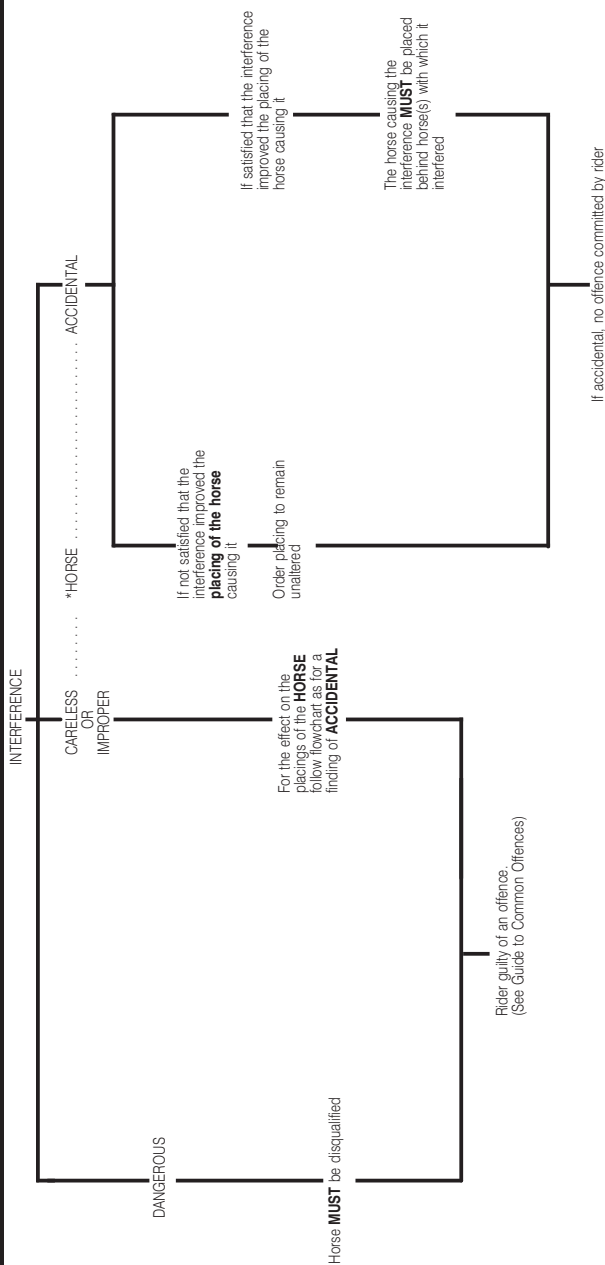 INTERFERENCE
DANGEROUS
Horse MUST be disqualified
CARELESS ........ *HORSE .............................. ACCIDENTAL
OR
IMPROPER
For the effect on the
placings of the HORSE
follow flowchart as for a
finding of ACCIDENTAL
Rider guilty of an offence.
(See Guide to Common Offences)
If not satisfied that the
interference improved the
placing of the horse
causing it
Order placing to remain
unaltered
If satisfied that the interference
improved the placing of the
horse causing it
The horse causing the
interference MUST be placed
behind horse(s) with which it
interfered
If accidental, no offence committed by rider